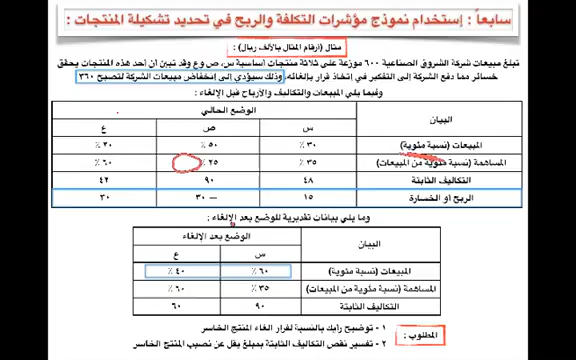 سابعاً : إستخدام نموذج مؤشرات التكلفة والربح في تحديد تشكيلة المنتجات :
مثال (أرقام المثال بالألف ريال) :
تبلغ مبيعات شركة الشروق الصناعية ٦٠٠ موزعة على ثلاثة منتجات أساسية س، ص وع وقد تبين أن أحد هذه المنتجات يحقق
خسائر مما دفع الشركة إلى التفكير في إتخاذ قرار بإلغائه، وذلك سيؤدي إلى إنخفاض مبيعات الشركة لتصبح ٣٦٠
وفيما يلي المبيعات والتكاليف والأرباح قبل الإلغاء :
البيان الوضع الحالي
س ص ع
المبيعات (نسبة مئوية) ٣٠ ٪ ٥٠ ٪ ٢٠ ٪
المساهمة (نسبة مئوية من المبيعات) ٣٥ ٪ ٢٥ ٪ ٦٠ ٪
التكاليف الثابتة ٤٨ ٩٠ ٤٢
الربح أو الخسارة ١٥ – ٣٠ ٣٠
وما يلي بيانات تقديرية للوضع بعد الإلغاء :
البيان الوضع بعد الإلغاء
س ع
المبيعات (نسبة مئوية) ٦٠ ٪ ٤٠ ٪
المساهمة (نسبة مئوية من المبيعات) ٣٥ ٪ ٦٠ ٪
التكاليف الثابتة ٩٠ ٦٠
المطلوب : ١ - توضيح رأيك بالنسبة لقرار الغاء المنتج الخاسر
٢ - تفسير نقص التكاليف الثابتة بمبلغ يقل عن نصيب المنتج الخاسر